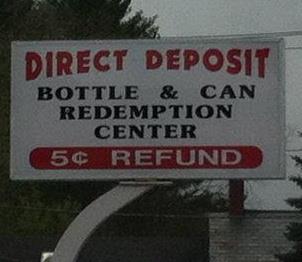 DIRECT DEPOSIT
BOTTLE & CAN
REDEMPTION
CENTER
5¢ REFUND